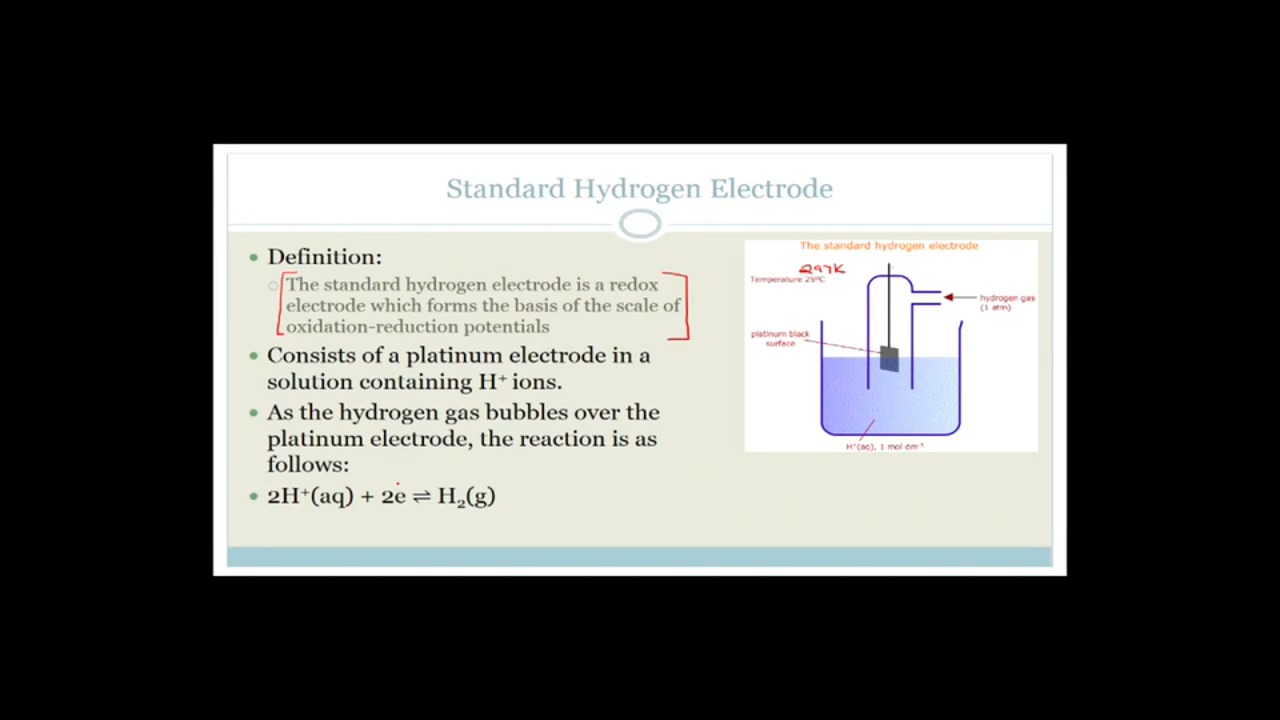 Standard Hydrogen Electrode
Definition:
The standard hydrogen electrode is a redox
electrode which forms the basis of the scale of
oxidation-reduction potentials
Consists of a platinum electrode in a
solution containing H⁺ ions.
As the hydrogen gas bubbles over the
platinum electrode, the reaction is as
follows:
2H⁺(aq) + 2e ⇌ H₂(g)
The standard hydrogen electrode
297K
Temperature 25ºC
hydrogen gas
(1 atm)
platinum black
surface
H⁺(aq), 1 mol dm⁻³